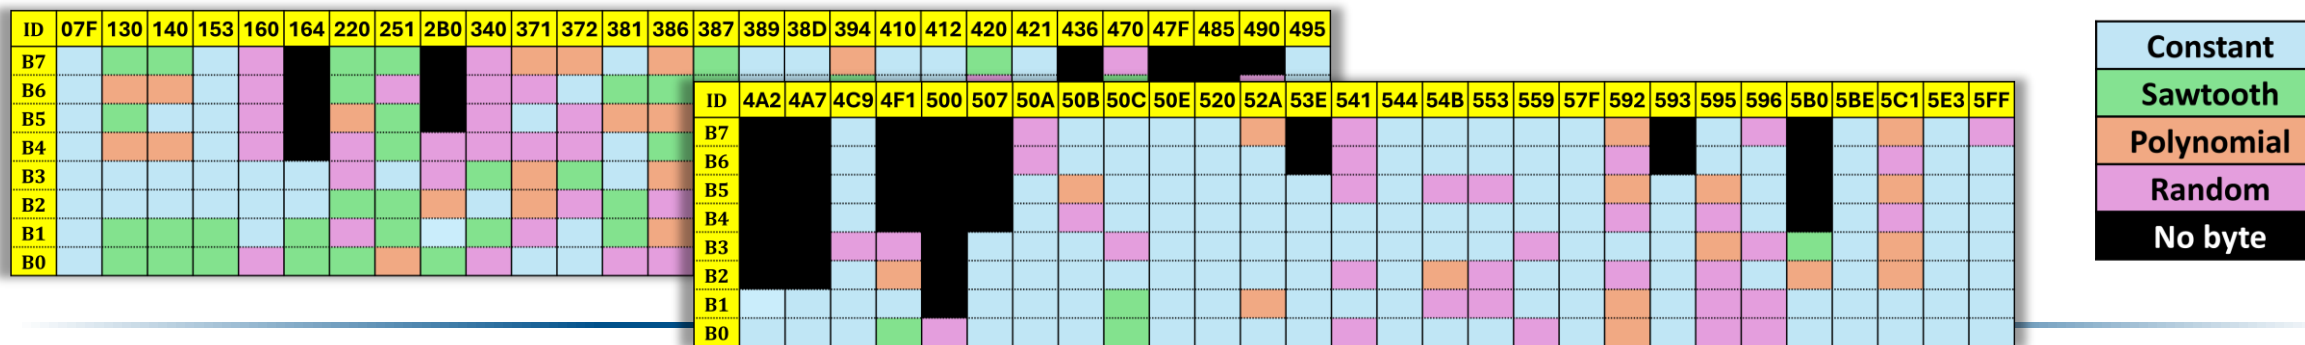 ID 07F 130 140 153 160 164 220 251 2B0 340 371 372 381 386 387 389 38D 394 410 412 420 421 436 470 47F 485 490 495
B7
B6
B5
B4
B3
B2
B1
B0
ID 4A2 4A7 4C9 4F1 500 507 50A 50B 50C 50E 520 52A 53E 541 544 54B 553 559 57F 592 593 595 596 5B0 5BE 5C1 5E3 5FF
B7
B6
B5
B4
B3
B2
B1
B0
Constant
Sawtooth
Polynomial
Random
No byte